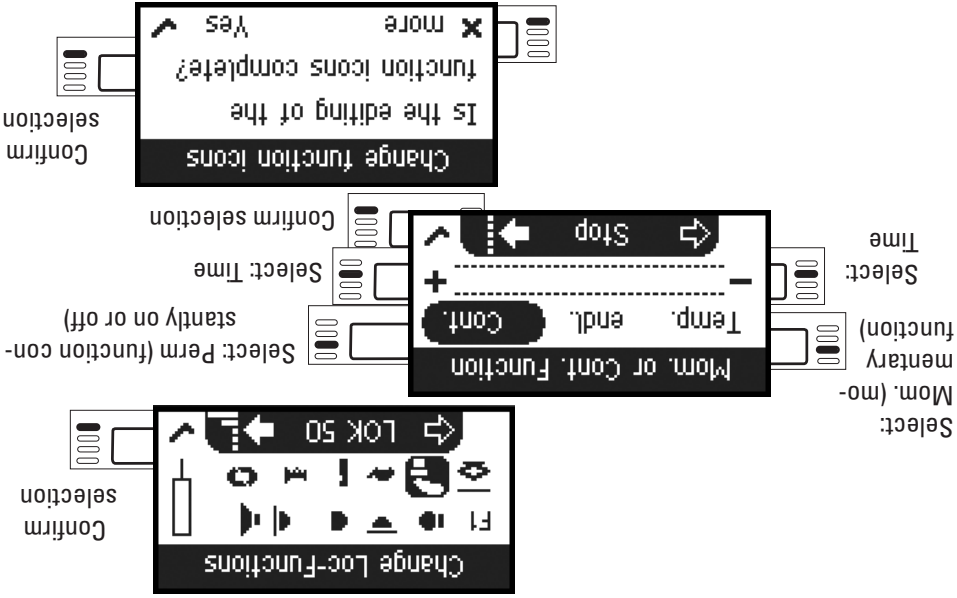 Change Loc-Functions
F1
LOK 50
Confirm
selection
Select:
Mom. (mo-
mentary
function)
Select:
Time
Mom. or Cont. Function
Temp. endl. Cont.
− +
Stop
Select: Perm (function con-
stantly on or off)
Select: Time
Confirm selection
Change function icons
Is the editing of the
function icons complete?
more Yes
Confirm
selection